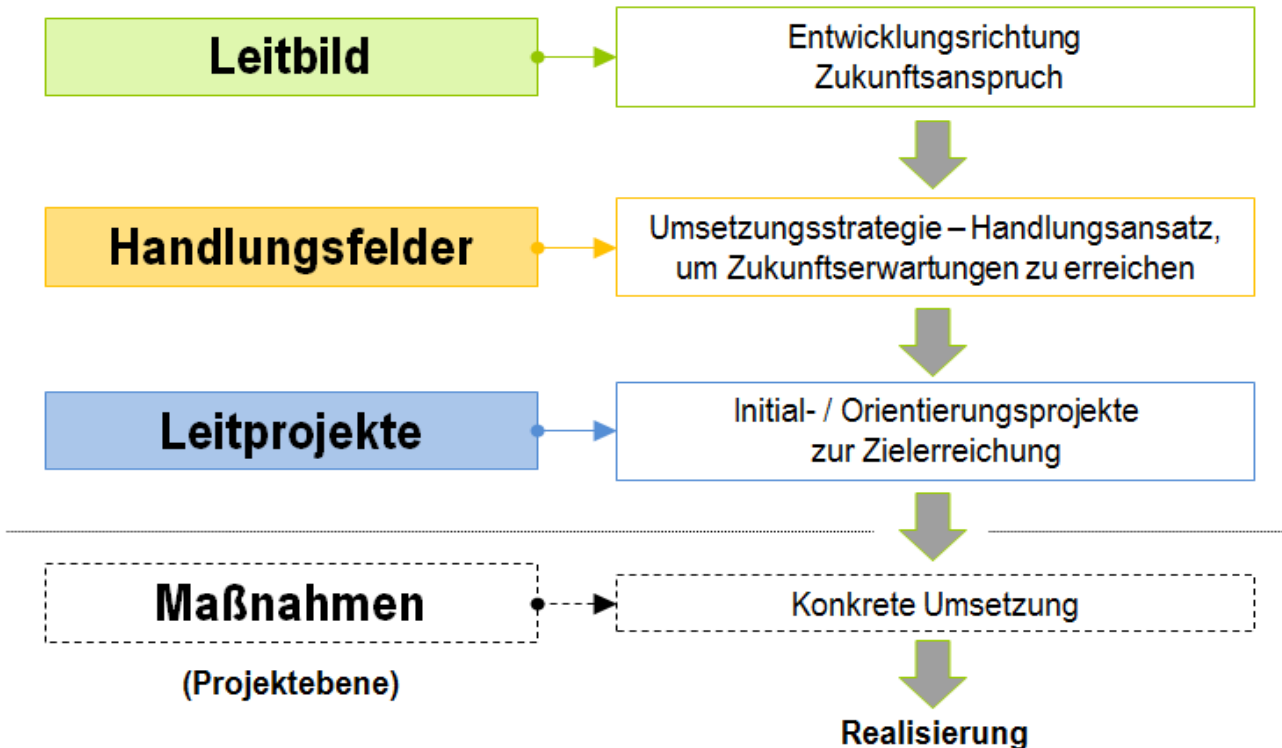 Leitbild
Entwicklungsrichtung
Zukunftsanspruch
Handlungsfelder
Umsetzungsstrategie – Handlungsansatz,
um Zukunftserwartungen zu erreichen
Leitprojekte
Initial- / Orientierungsprojekte
zur Zielerreichung
Maßnahmen
(Projektebene)
Konkrete Umsetzung
Realisierung